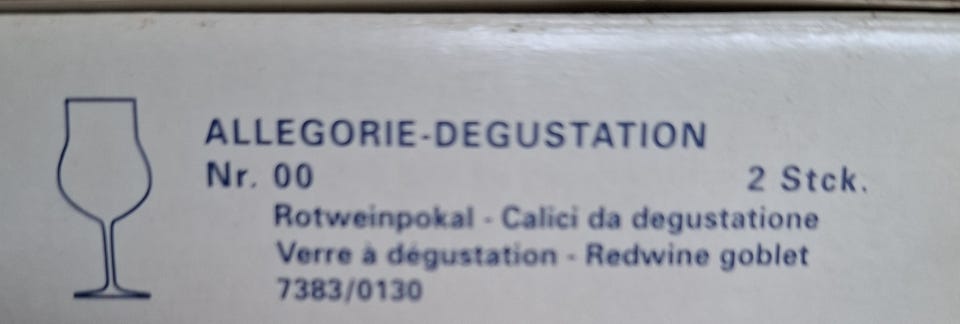 ALLEGORIE-DEGUSTATION
Nr. 00 2 Stck.
Rotweinpokal - Calici da degustatione
Verre à dégustation - Redwine goblet
7383/0130